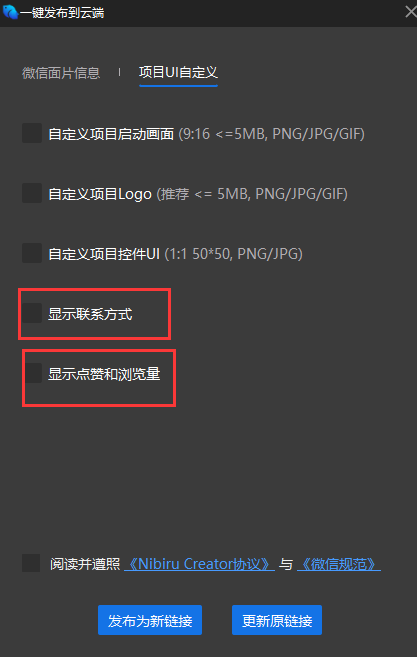 一键发布到云端
微信面片信息 | 项目UI自定义
自定义项目启动画面 (9:16 <=5MB, PNG/JPG/GIF)
自定义项目Logo (推荐 <= 5MB, PNG/JPG/GIF)
自定义项目控件UI (1:1 50*50, PNG/JPG)
显示联系方式
显示点赞和浏览量
阅读并遵照 《Nibiru Creator协议》 与 《微信规范》
发布为新链接 更新原链接